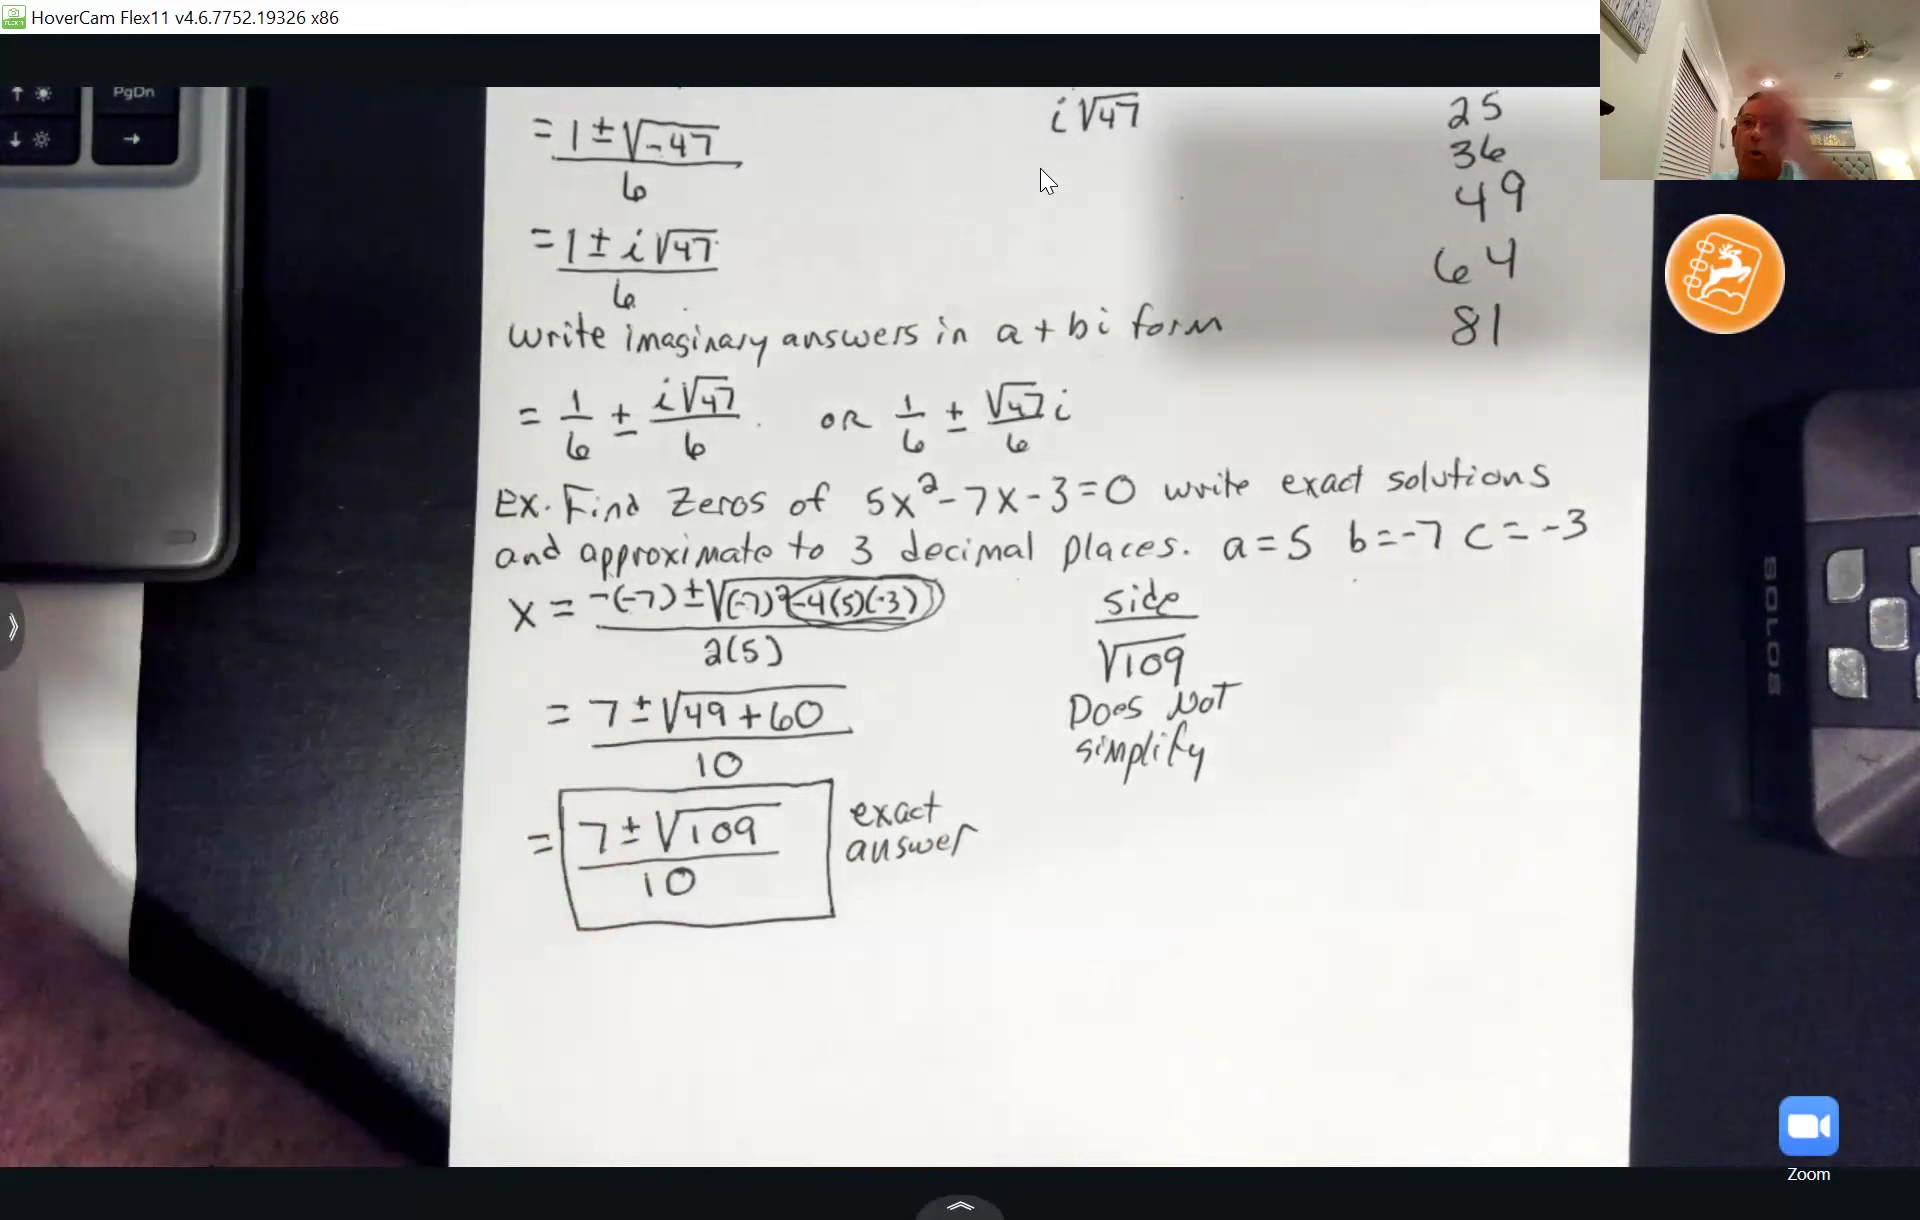 HoverCam Flex11 v4.6.7752.19326 x86
PgDn
= 1 ± √-47
6
i√47
= 1 ± i√47
6
25
36
49
64
81
write imaginary answers in a + bi form
= 1/6 ± i√47/6 . OR 1/6 ± √47/6 i
Ex. Find Zeros of 5x² - 7x - 3 = 0 write exact solutions
and approximate to 3 decimal places. a = 5 b = -7 c = -3
x = -(-7) ± √(-7)² - 4(5)(-3)
2(5)
= 7 ± √49 + 60
10
= 7 ± √109
10
exact
answer
side
√109
Does Not
simplify
SOLOS
Zoom